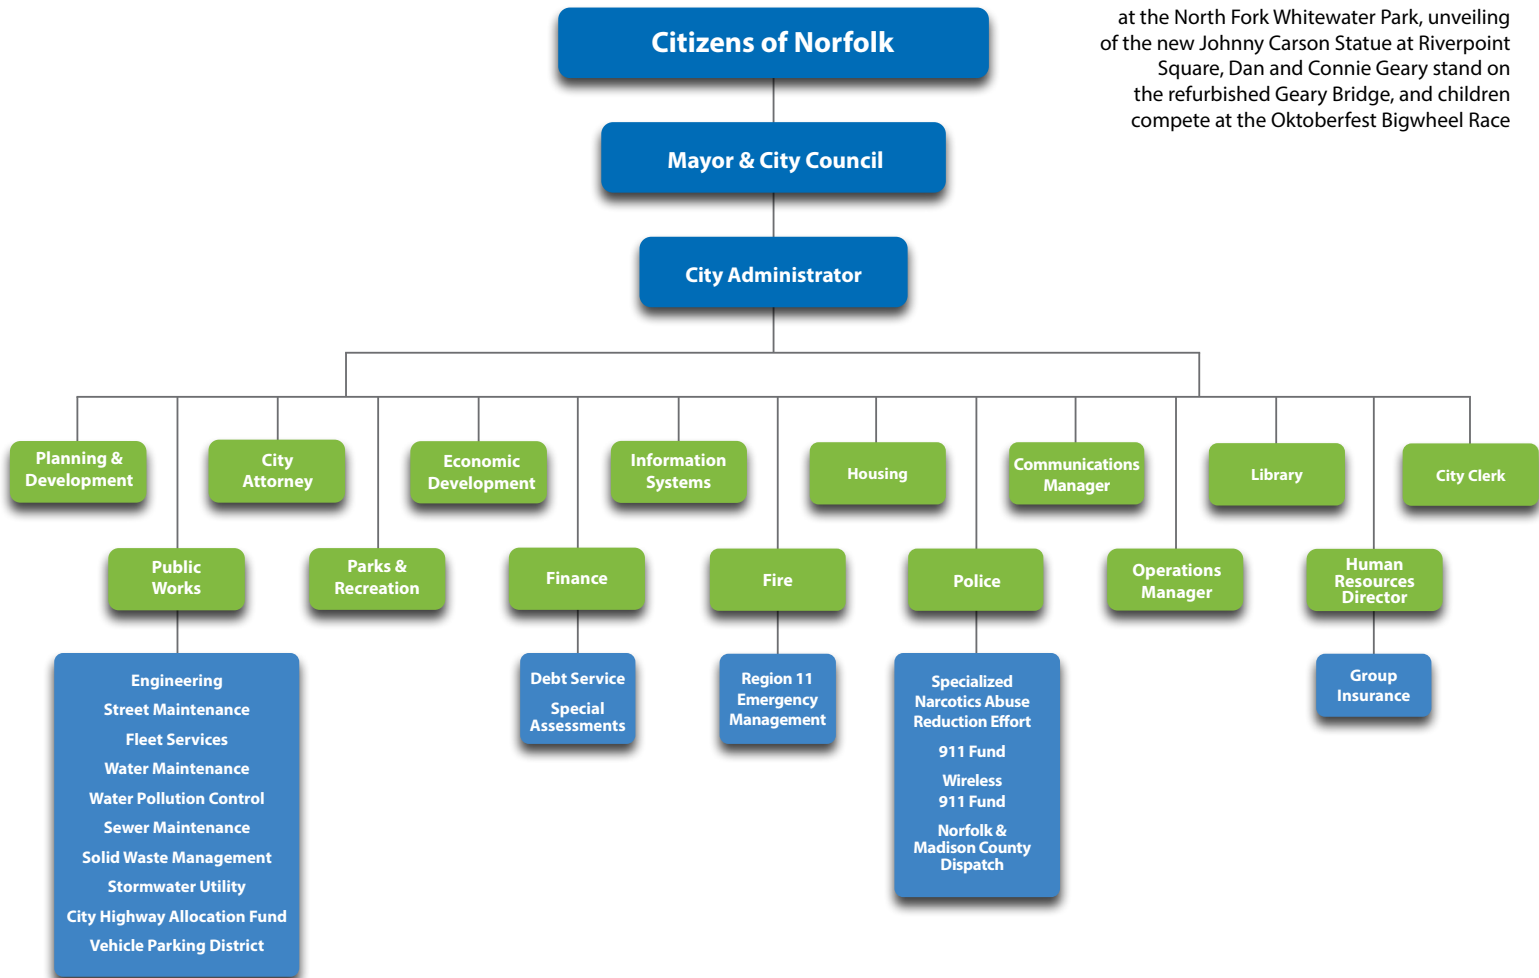 at the North Fork Whitewater Park, unveiling
of the new Johnny Carson Statue at Riverpoint
Square, Dan and Connie Geary stand on
the refurbished Geary Bridge, and children
compete at the Oktoberfest Bigwheel Race
Citizens of Norfolk
Mayor & City Council
City Administrator
Planning &
Development
City
Attorney
Economic
Development
Information
Systems
Housing
Communications
Manager
Library
City Clerk
Public
Works
Parks &
Recreation
Finance
Fire
Police
Operations
Manager
Human
Resources
Director
Engineering
Street Maintenance
Fleet Services
Water Maintenance
Water Pollution Control
Sewer Maintenance
Solid Waste Management
Stormwater Utility
City Highway Allocation Fund
Vehicle Parking District
Debt Service
Special
Assessments
Region 11
Emergency
Management
Specialized
Narcotics Abuse
Reduction Effort
911 Fund
Wireless
911 Fund
Norfolk &
Madison County
Dispatch
Group
Insurance